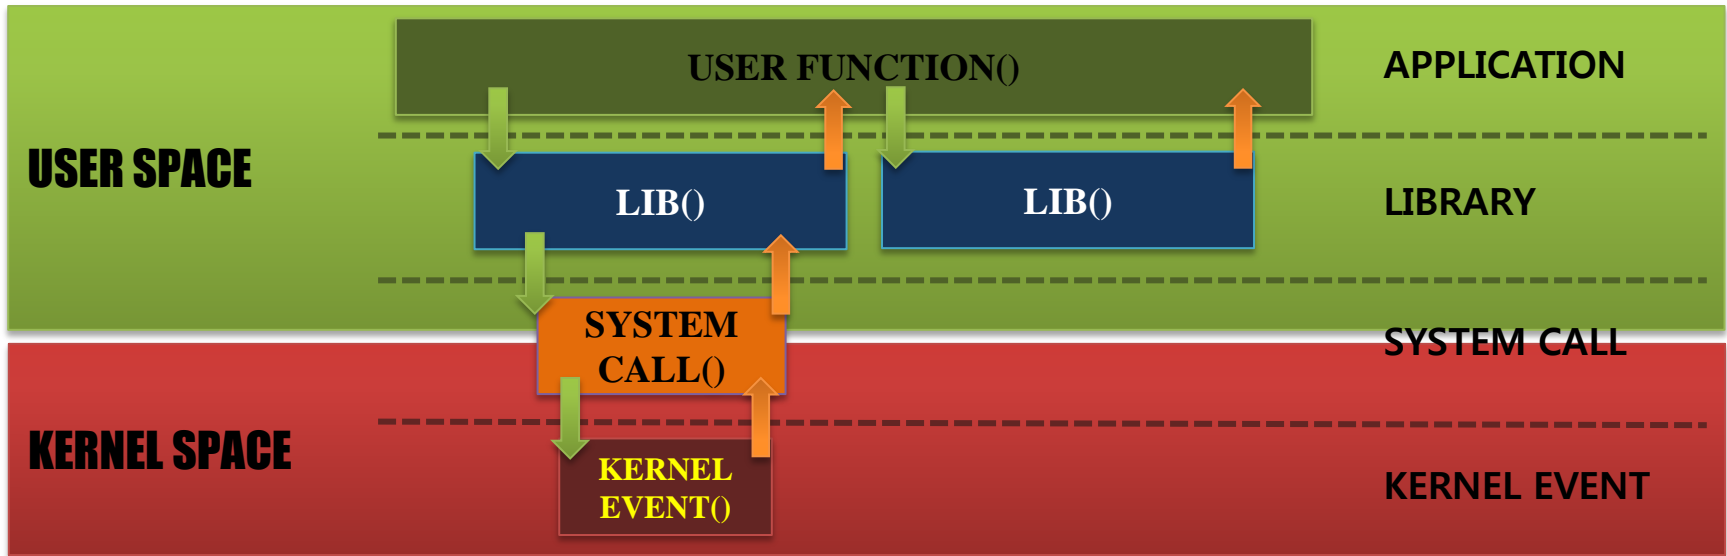 USER FUNCTION()
APPLICATION
USER SPACE
LIB()
LIB()
LIBRARY
SYSTEM
CALL()
SYSTEM CALL
KERNEL SPACE
KERNEL
EVENT()
KERNEL EVENT